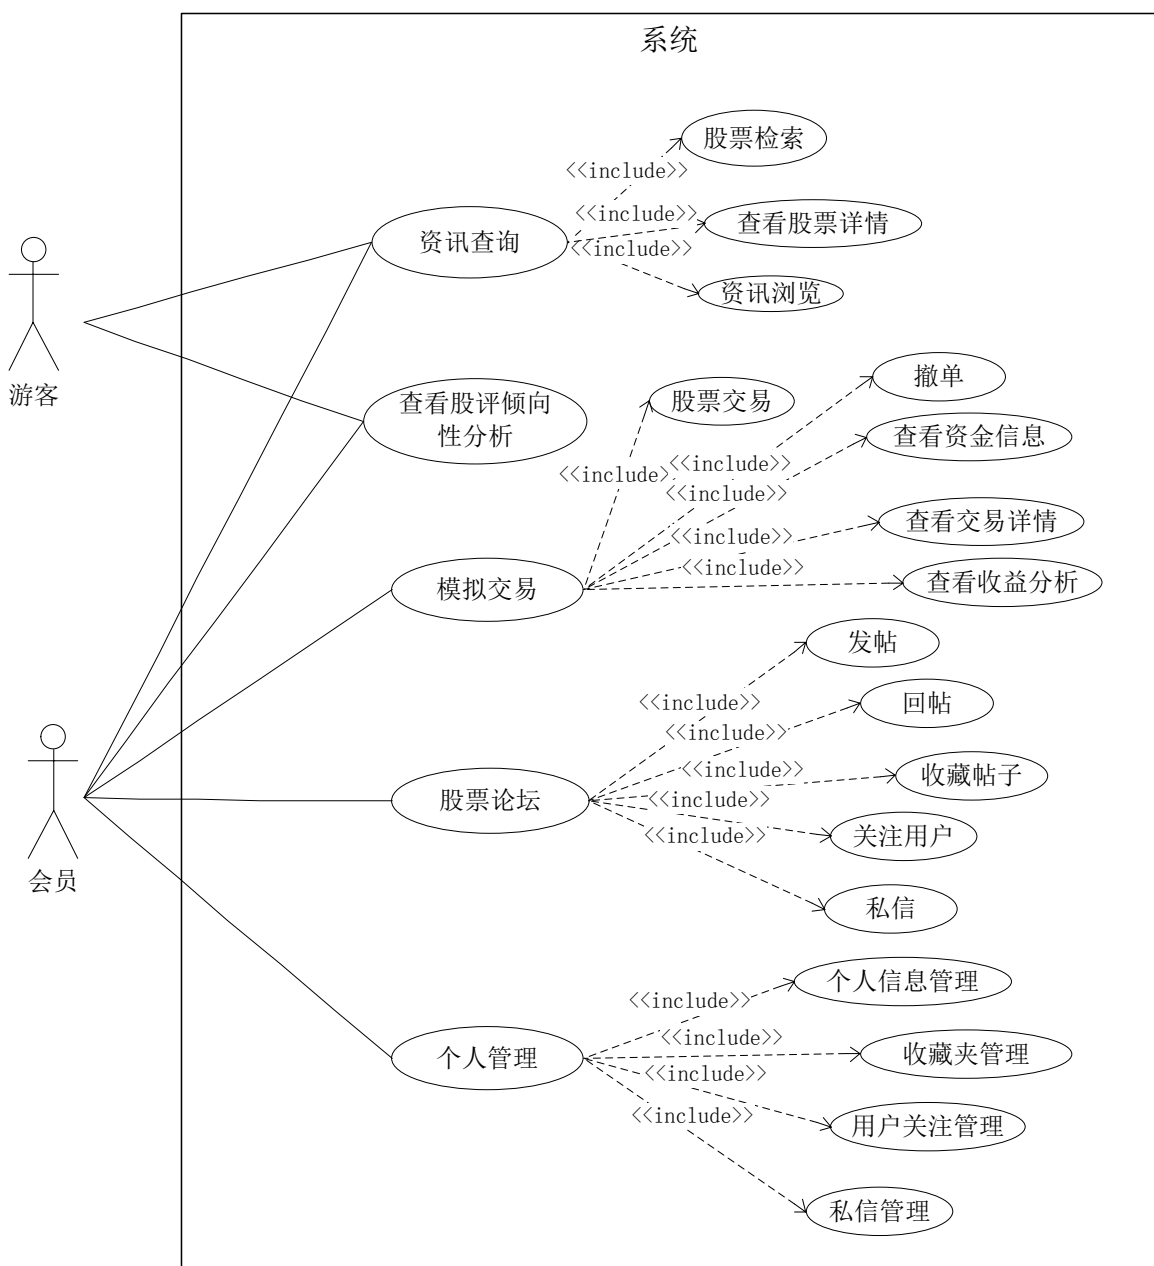 系统
股票检索
<<include>>
资讯查询
<<include>>
查看股票详情
<<include>>
资讯浏览
游客
查看股评倾向
性分析
股票交易
撤单
<<include>>
<<include>>
查看资金信息
<<include>>
<<include>>
查看交易详情
模拟交易
<<include>>
查看收益分析
发帖
<<include>>
回帖
<<include>>
会员
股票论坛
<<include>>
收藏帖子
<<include>>
关注用户
<<include>>
私信
个人信息管理
<<include>>
个人管理
<<include>>
收藏夹管理
<<include>>
用户关注管理
<<include>>
私信管理